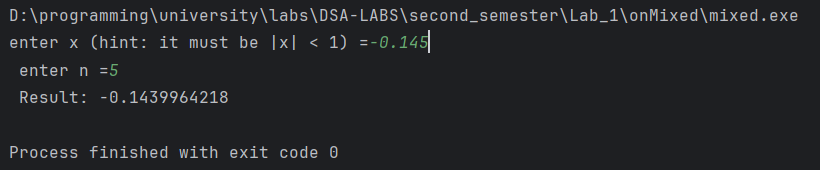 D:\programming\university\labs\DSA-LABS\second_semester\Lab_1\onMixed\mixed.exe
enter x (hint: it must be |x| < 1) =-0.145
enter n =5
Result: -0.1439964218
Process finished with exit code 0